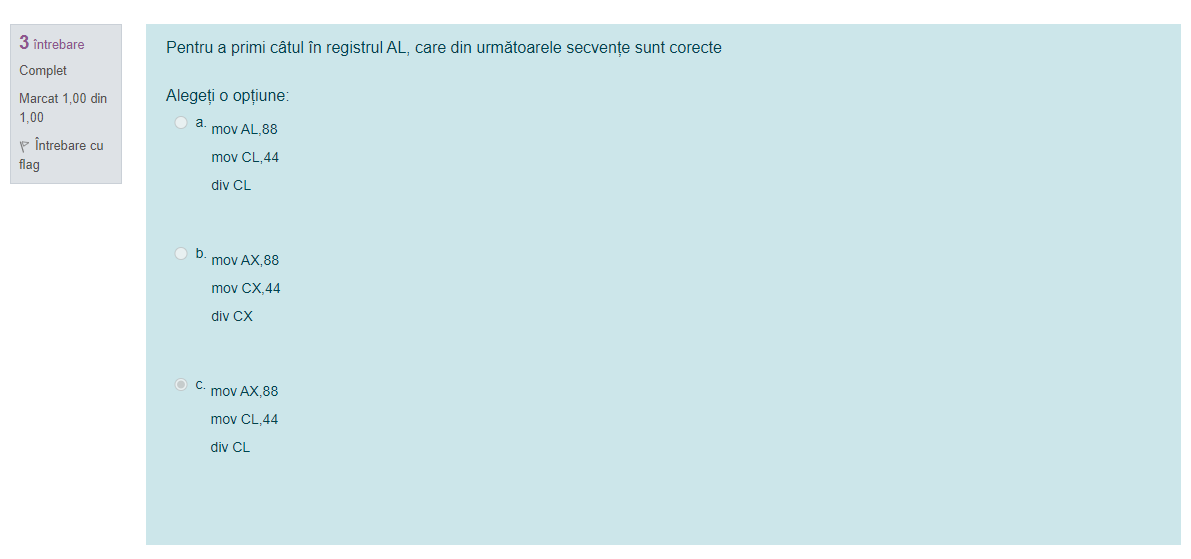 3 întrebare
Complet
Marcat 1,00 din
1,00
Întrebare cu
flag
Pentru a primi câtul în registrul AL, care din următoarele secvențe sunt corecte
Alegeți o opțiune:
a. mov AL,88
mov CL,44
div CL
b. mov AX,88
mov CX,44
div CX
c. mov AX,88
mov CL,44
div CL